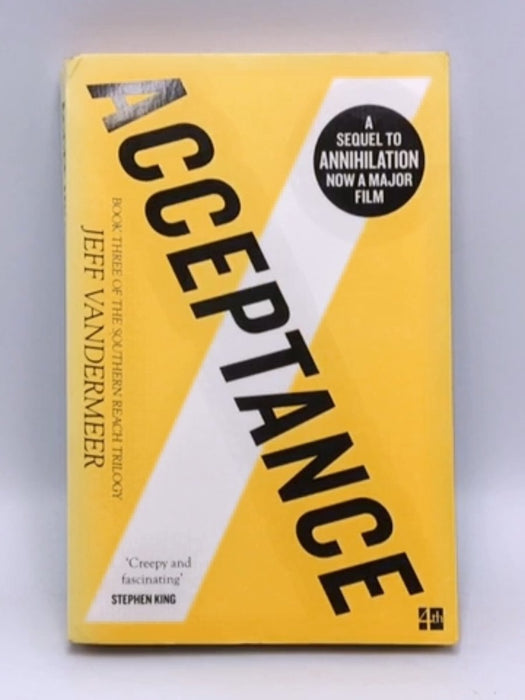 ACCEPTANCE
A
SEQUEL TO
ANNIHILATION
NOW A MAJOR
FILM
BOOK THREE OF THE SOUTHERN REACH TRILOGY
JEFF VANDERMEER
'Creepy and
fascinating'
STEPHEN KING
4th